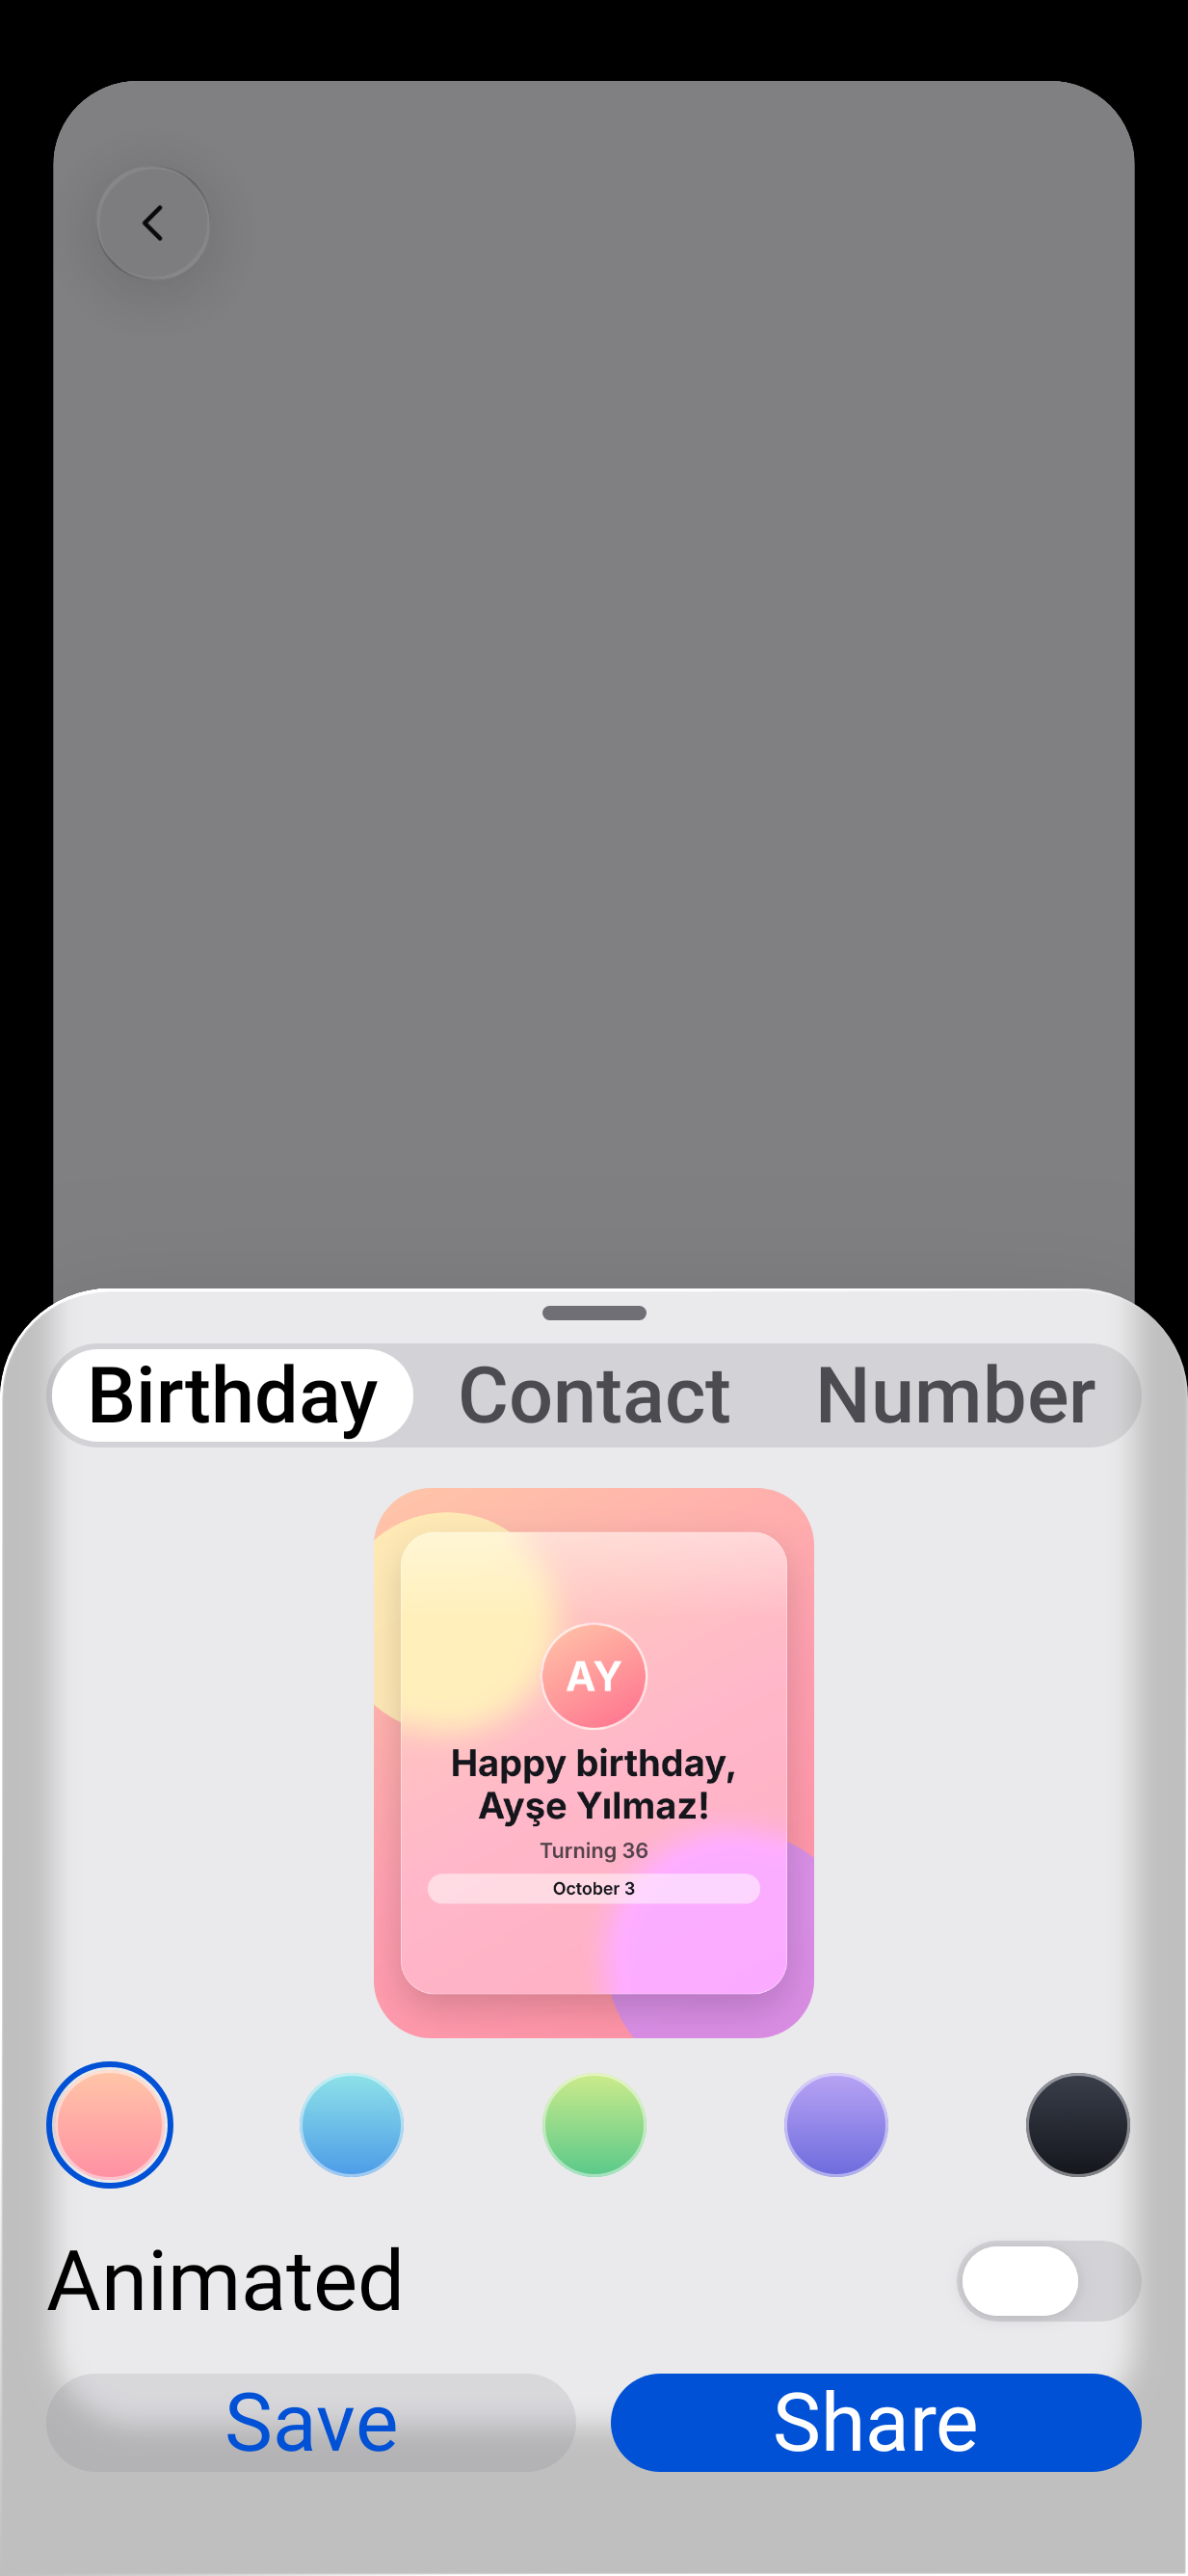 Birthday Contact Number
AY
Happy birthday,
Ayşe Yılmaz!
Turning 36
October 3
Animated
Save Share